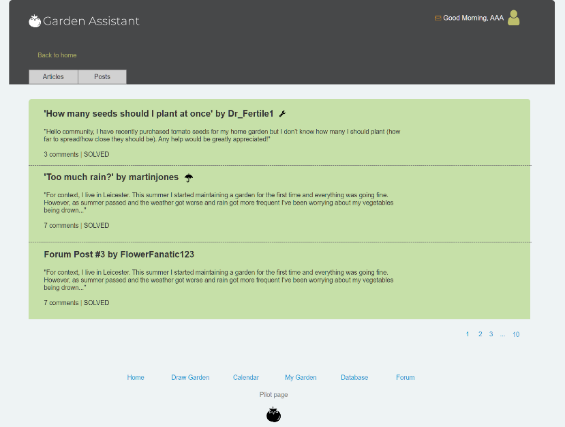 Garden Assistant
Good Morning, AAA
Back to home
Articles
Posts
'How many seeds should I plant at once' by Dr_Fertile1
"Hello community, I have recently purchased tomato seeds for my home garden but I don't know how many I should plant (how
far to spread/how close they should be). Any help would be greatly appreciated!"
3 comments | SOLVED
'Too much rain?' by martinjones
"For context, I live in Leicester. This summer I started maintaining a garden for the first time and everything was going fine.
However, as summer passed and the weather got worse and rain got more frequent I've been worrying about my vegetables
being drown..."
7 comments | SOLVED
Forum Post #3 by FlowerFanatic123
"For context, I live in Leicester. This summer I started maintaining a garden for the first time and everything was going fine.
However, as summer passed and the weather got worse and rain got more frequent I've been worrying about my vegetables
being drown..."
7 comments | SOLVED
1 2 3 ... 10
Home Draw Garden Calendar My Garden Database Forum
Pilot page